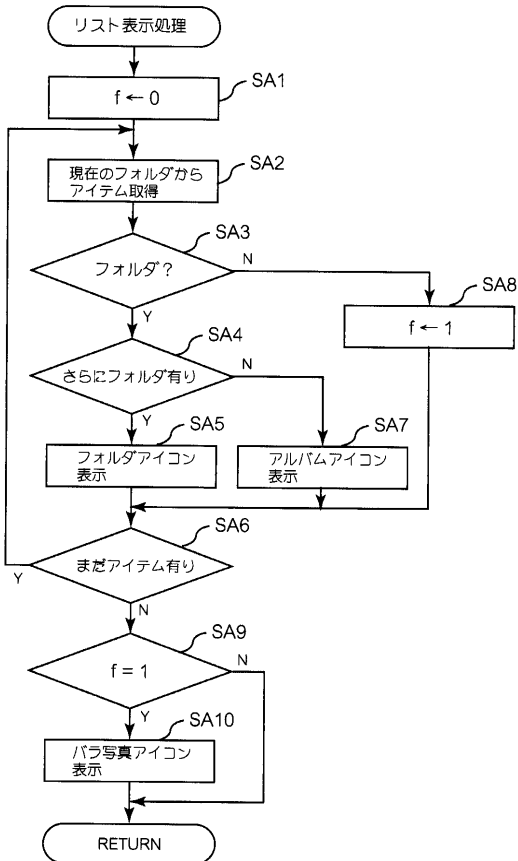 リスト表示処理
f ← 0
SA1
現在のフォルダから
アイテム取得
SA2
フォルダ?
SA3
N
Y
f ← 1
SA8
さらにフォルダ有り
SA4
N
Y
フォルダアイコン
表示
SA5
アルバムアイコン
表示
SA7
まだアイテム有り
SA6
Y
N
f = 1
SA9
N
Y
バラ写真アイコン
表示
SA10
RETURN